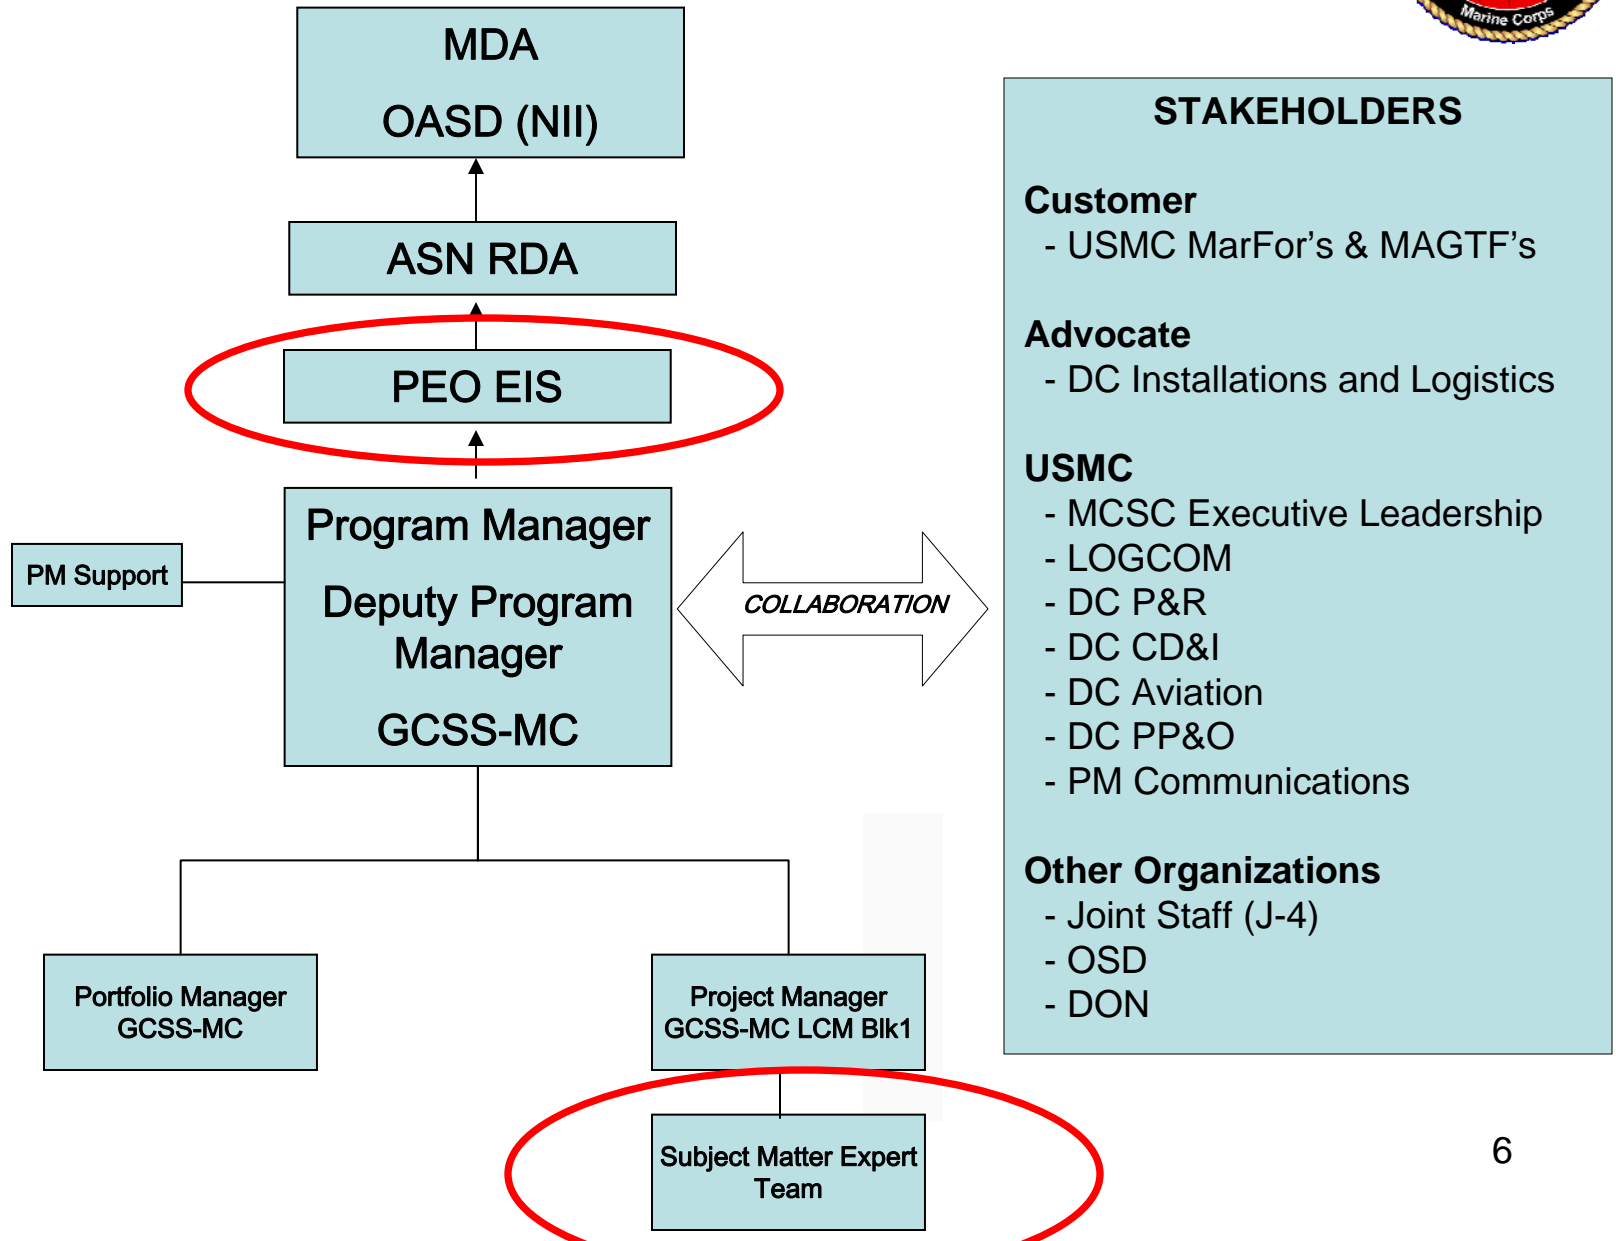 Marine Corps
MDA
OASD (NII)
ASN RDA
PEO EIS
Program Manager
Deputy Program
Manager
GCSS-MC
PM Support
COLLABORATION
Portfolio Manager
GCSS-MC
Project Manager
GCSS-MC LCM Blk1
Subject Matter Expert
Team
STAKEHOLDERS
Customer
- USMC MarFor's & MAGTF's
Advocate
- DC Installations and Logistics
USMC
- MCSC Executive Leadership
- LOGCOM
- DC P&R
- DC CD&I
- DC Aviation
- DC PP&O
- PM Communications
Other Organizations
- Joint Staff (J-4)
- OSD
- DON
6